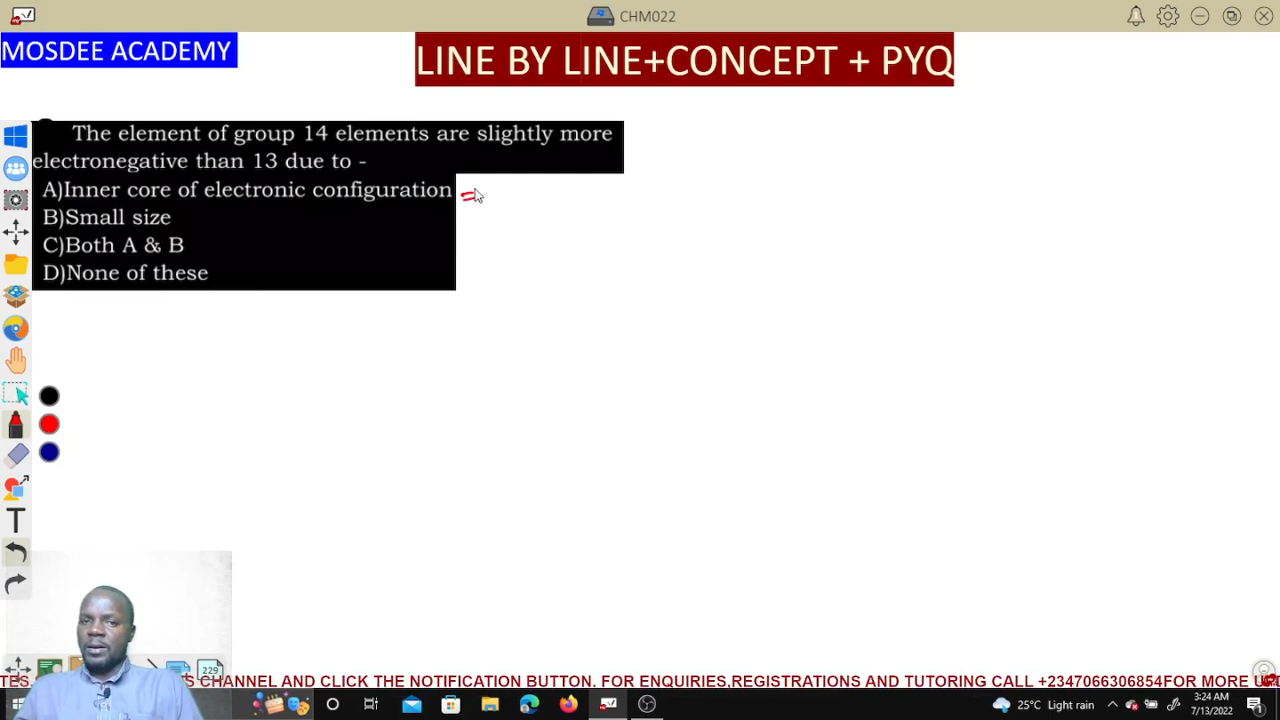 CHM022
MOSDEE ACADEMY
LINE BY LINE+CONCEPT + PYQ
The element of group 14 elements are slightly more
electronegative than 13 due to -
A)Inner core of electronic configuration
B)Small size
C)Both A & B
D)None of these
229
TES.
S CHANNEL AND CLICK THE NOTIFICATION BUTTON. FOR ENQUIRIES,REGISTRATIONS AND TUTORING CALL +2347066306854FOR MORE
25°C Light rain
3:24 AM
7/13/2022